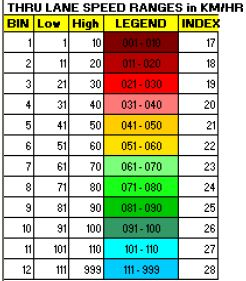 THRU LANE SPEED RANGES in KM/HR
BIN Low High LEGEND INDEX
1 1 10 001 - 010 17
2 11 20 011 - 020 18
3 21 30 021 - 030 19
4 31 40 031 - 040 20
5 41 50 041 - 050 21
6 51 60 051 - 060 22
7 61 70 061 - 070 23
8 71 80 071 - 080 24
9 81 90 081 - 090 25
10 91 100 091 - 100 26
11 101 110 101 - 110 27
12 111 999 111 - 999 28